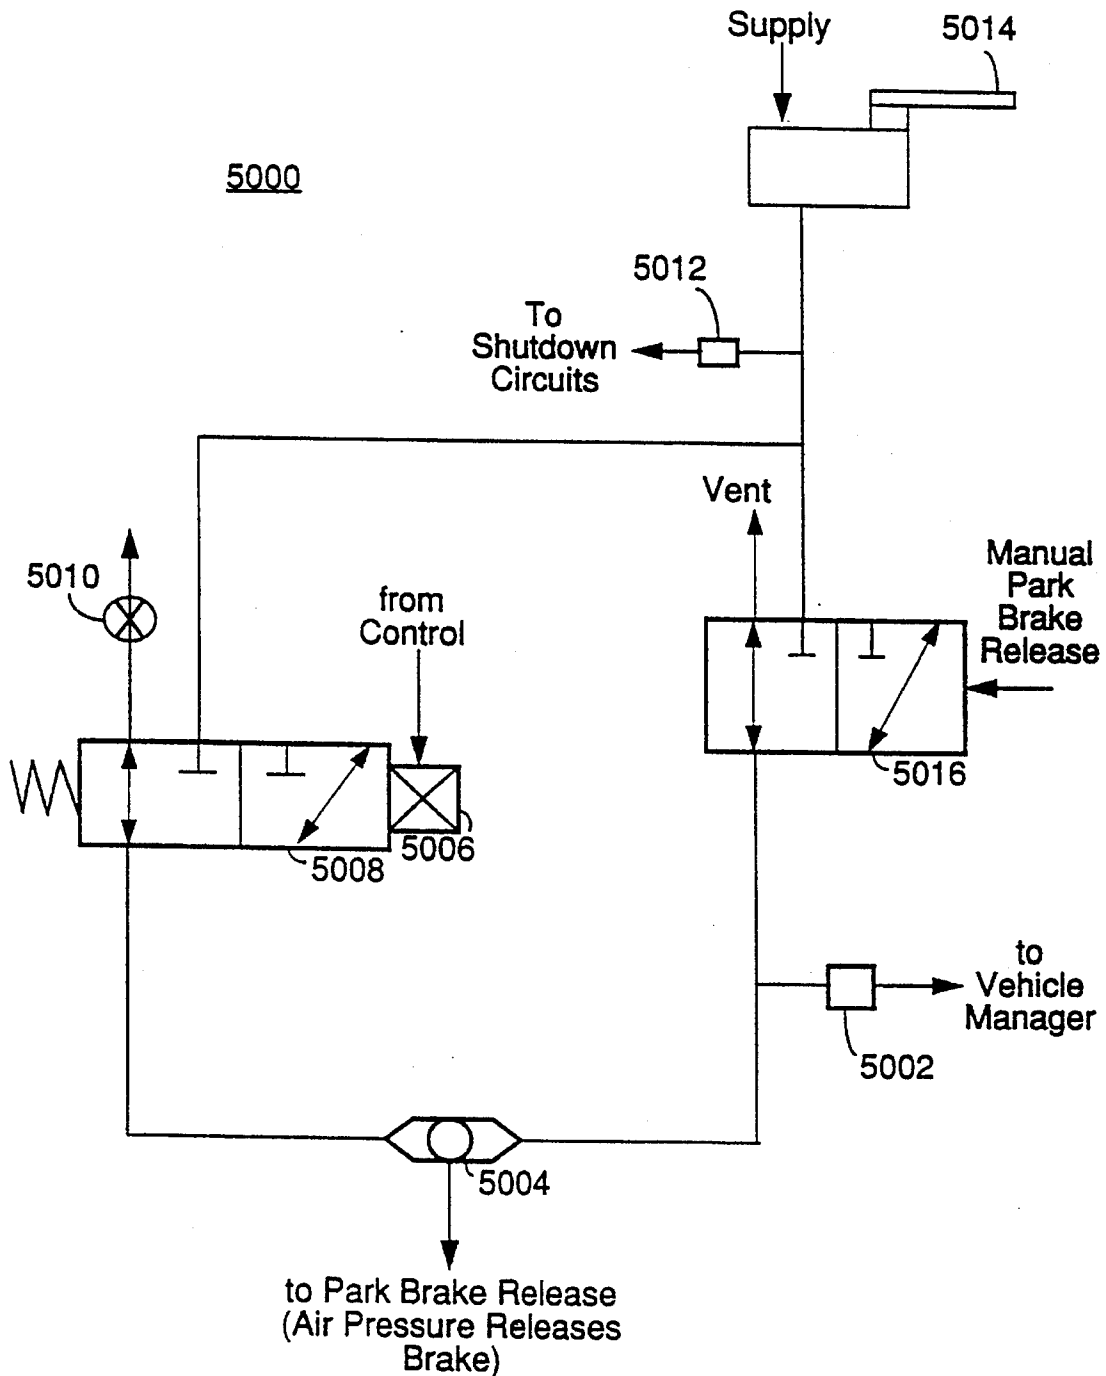 Supply
5014
5000
5012
To
Shutdown
Circuits
Vent
Manual
Park
Brake
Release
5010
from
Control
5016
5006
5008
to
Vehicle
Manager
5002
5004
to Park Brake Release
(Air Pressure Releases
Brake)